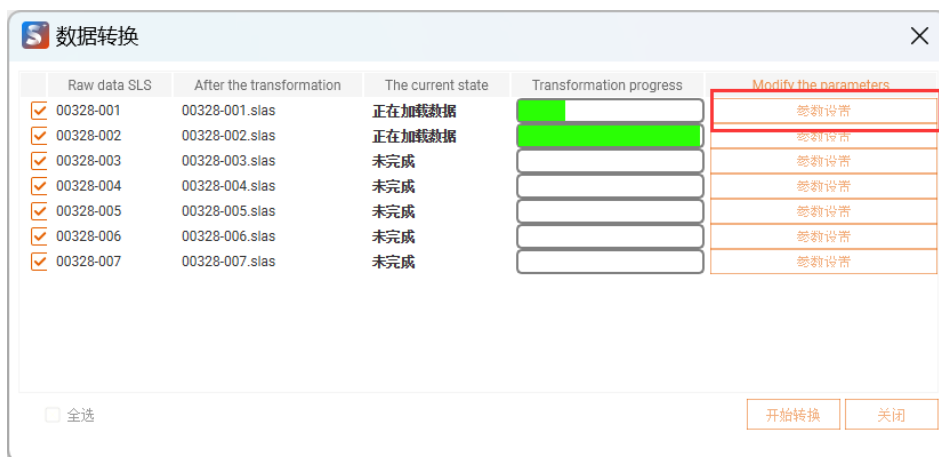 数据转换
Raw data SLS After the transformation The current state Transformation progress Modify the parameters
00328-001 00328-001.slas 正在加载数据 参数设置
00328-002 00328-002.slas 正在加载数据 参数设置
00328-003 00328-003.slas 未完成 参数设置
00328-004 00328-004.slas 未完成 参数设置
00328-005 00328-005.slas 未完成 参数设置
00328-006 00328-006.slas 未完成 参数设置
00328-007 00328-007.slas 未完成 参数设置
全选 开始转换 关闭